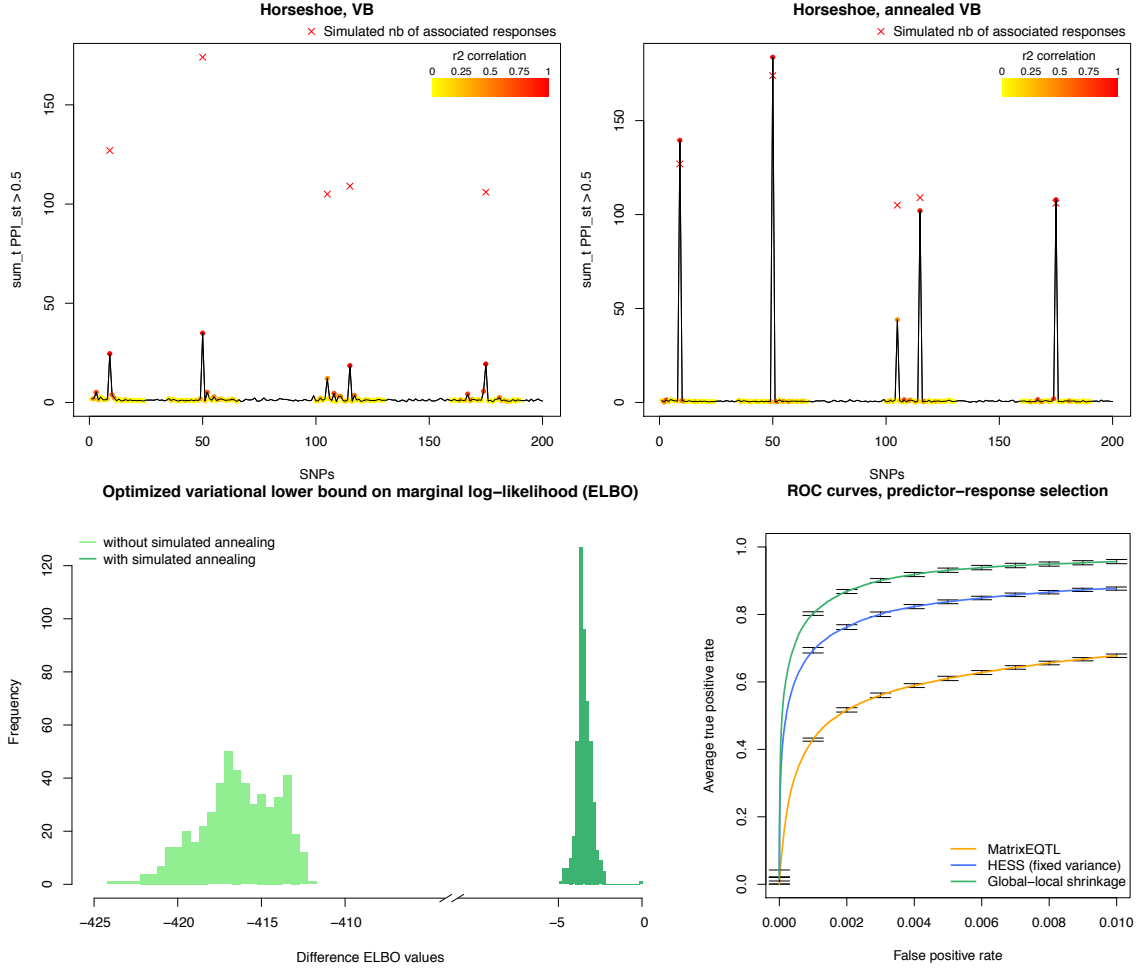 Horseshoe, VB
Simulated nb of associated responses
r2 correlation
0 0.25 0.5 0.75 1
sum_t PPI_st > 0.5
150
100
50
0
0 50 100 150 200
SNPs
Horseshoe, annealed VB
Simulated nb of associated responses
r2 correlation
0 0.25 0.5 0.75 1
sum_t PPI_st > 0.5
150
100
50
0
0 50 100 150 200
SNPs
Optimized variational lower bound on marginal log−likelihood (ELBO)
without simulated annealing
with simulated annealing
Frequency
120
100
80
60
40
20
0
−425 −420 −415 −410 −5 0
Difference ELBO values
ROC curves, predictor−response selection
Average true positive rate
1.0
0.8
0.6
0.4
0.2
0.0
MatrixEQTL
HESS (fixed variance)
Global−local shrinkage
0.000 0.002 0.004 0.006 0.008 0.010
False positive rate